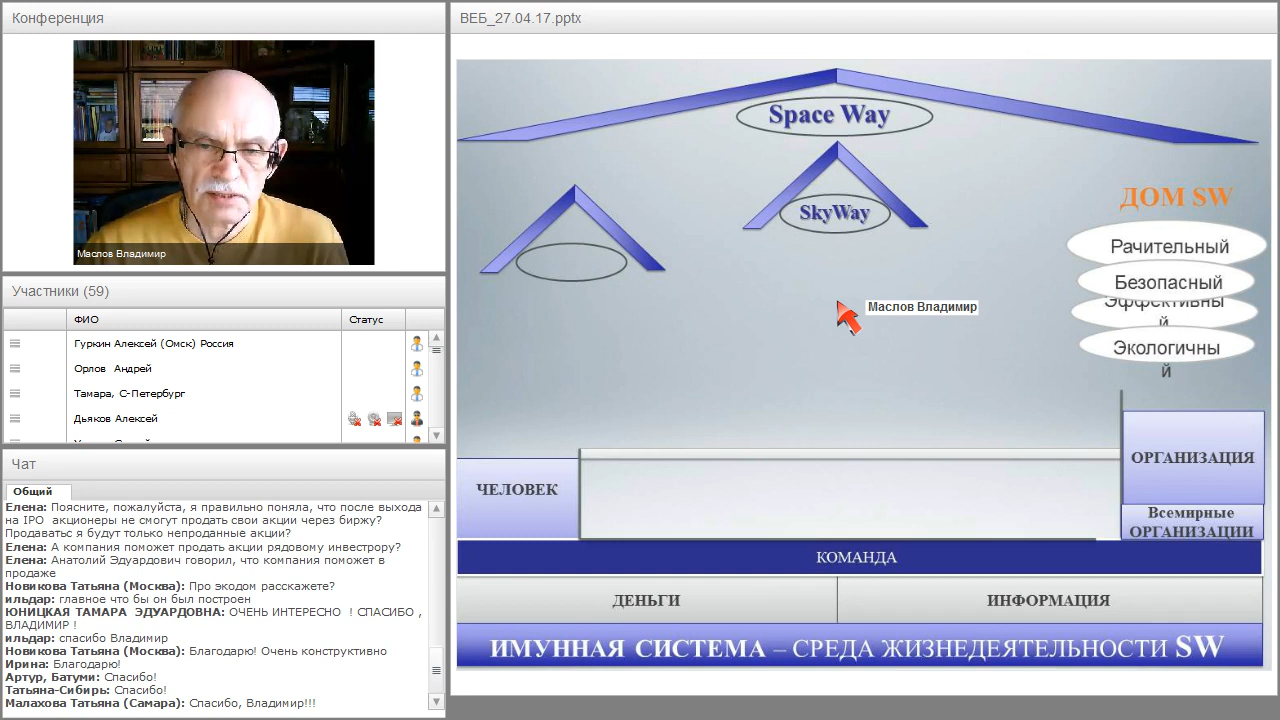 Конференция
Маслов Владимир
Участники (59)
ФИО
Статус
Гуркин Алексей (Омск) Россия
Орлов Андрей
Тамара, С-Петербург
Дьяков Алексей
Чат
Общий
Елена: Поясните, пожалуйста, я правильно поняла, что после выхода
на IPO акционеры не смогут продать свои акции через биржу?
Продаваться я будут только непроданные акции?
Елена: А компания поможет продать акции рядовому инвестрору?
Елена: Анатолий Эдуардович говорил, что компания поможет в
продаже
Новикова Татьяна (Москва): Про экодом расскажете?
ильдар: главное что бы он был построен
ЮНИЦКАЯ ТАМАРА ЭДУАРДОВНА: ОЧЕНЬ ИНТЕРЕСНО ! СПАСИБО ,
ВЛАДИМИР !
ильдар: спасибо Владимир
Новикова Татьяна (Москва): Благодарю! Очень конструктивно
Ирина: Благодарю!
Артур, Батуми: Спасибо!
Татьяна-Сибирь: Спасибо!
Малахова Татьяна (Самара): Спасибо, Владимир!!!
ВЕБ_27.04.17.pptx
Space Way
SkyWay
ДОМ SW
Рачительный
Безопасный
Эффективны
й
Экологичны
й
Маслов Владимир
ЧЕЛОВЕК
ОРГАНИЗАЦИЯ
Всемирные
ОРГАНИЗАЦИИ
КОМАНДА
ДЕНЬГИ
ИНФОРМАЦИЯ
ИМУННАЯ СИСТЕМА – СРЕДА ЖИЗНЕДЕЯТЕЛЬНОСТИ SW